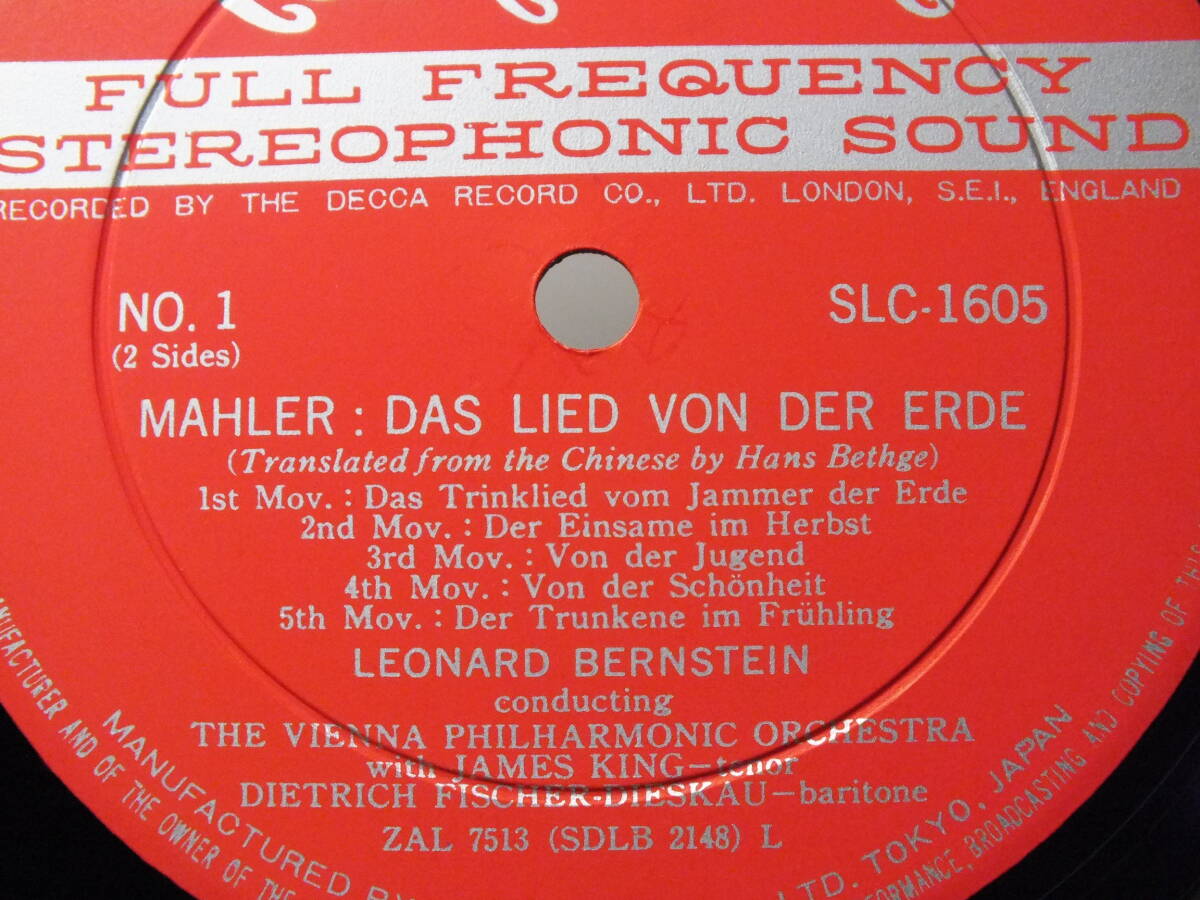 FULL FREQUENCY
STEREOPHONIC SOUND
RECORDED BY THE DECCA RECORD CO., LTD. LONDON, S.E.I., ENGLAND
NO. 1
(2 Sides)
SLC-1605
MAHLER : DAS LIED VON DER ERDE
(Translated from the Chinese by Hans Bethge)
1st Mov. : Das Trinklied vom Jammer der Erde
2nd Mov. : Der Einsame im Herbst
3rd Mov. : Von der Jugend
4th Mov. : Von der Schönheit
5th Mov. : Der Trunkene im Frühling
LEONARD BERNSTEIN
conducting
THE VIENNA PHILHARMONIC ORCHESTRA
with JAMES KING—tenor
DIETRICH FISCHER-DIESKAU—baritone
ZAL 7513 (SDLB 2148) L
MANUFACTURED BY
LTD. TOKYO, JAPAN
MANUFACTURER AND OF THE OWNER OF THE
PERFORMANCE, BROADCASTING AND COPYING OF THIS